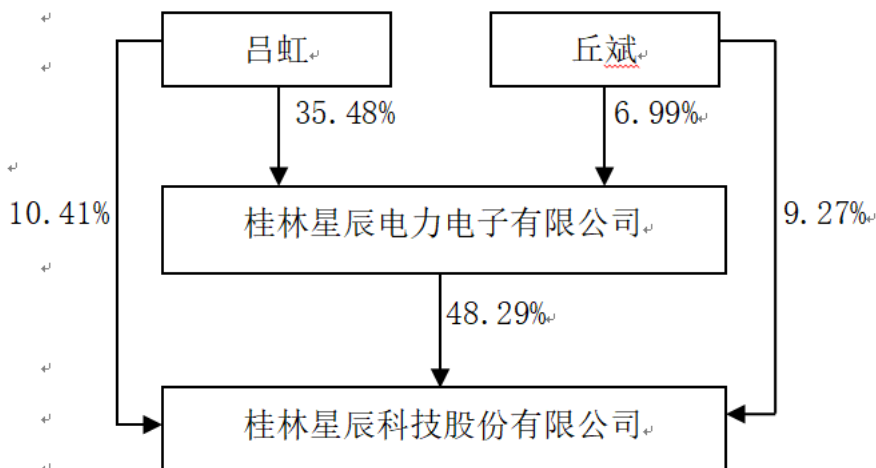 吕虹
丘斌
35.48%
6.99%
10.41%
桂林星辰电力电子有限公司
9.27%
48.29%
桂林星辰科技股份有限公司